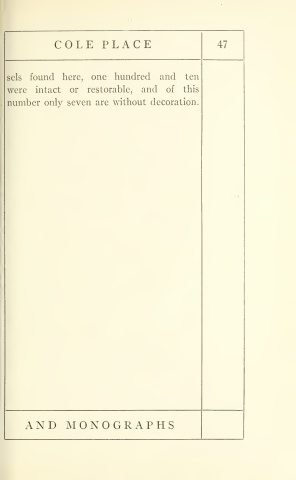 COLE PLACE 47
sels found here, one hundred and ten
were intact or restorable, and of this
number only seven are without decoration.
AND MONOGRAPHS